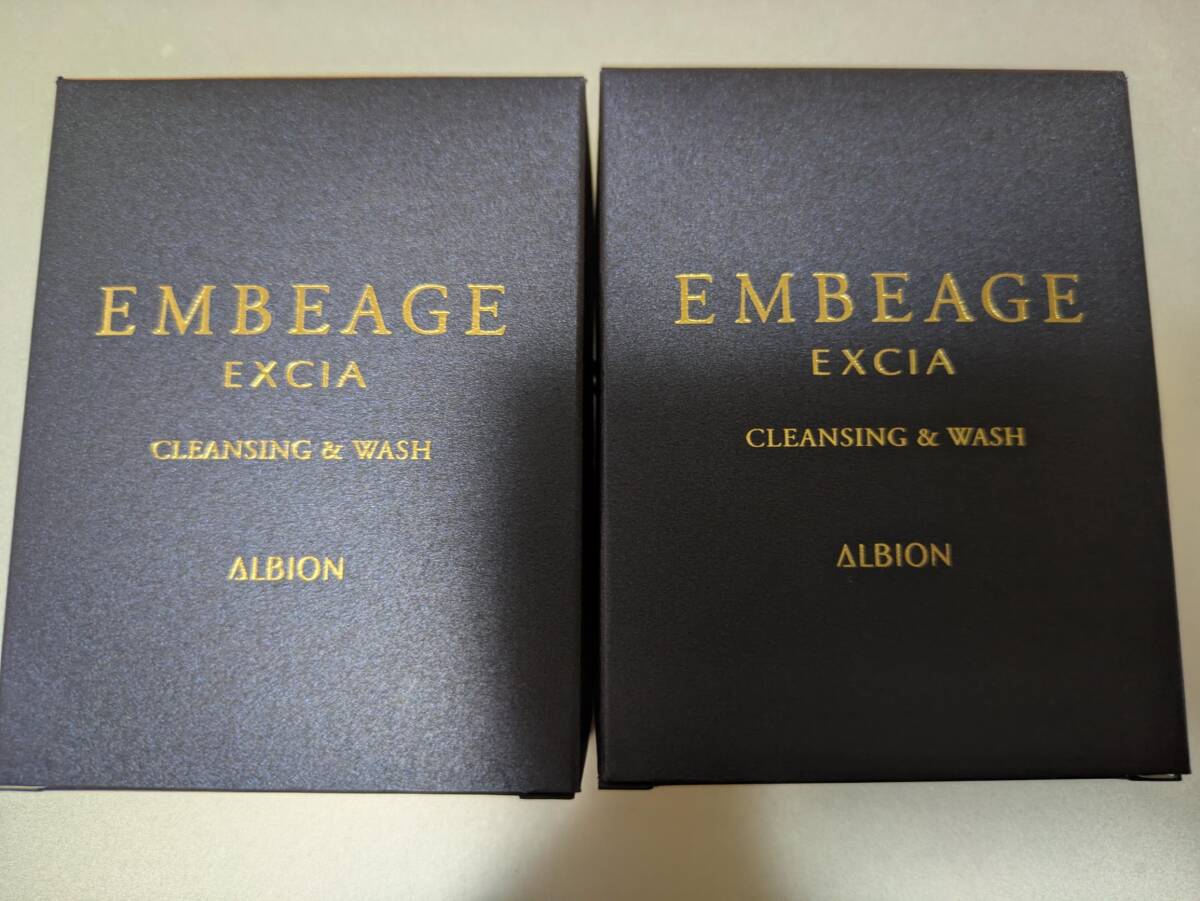 EMBEAGE
EXCIA
CLEANSING & WASH
ALBION
EMBEAGE
EXCIA
CLEANSING & WASH
ALBION